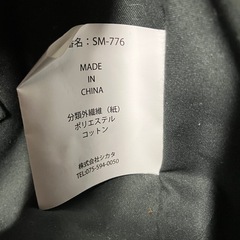 番名：SM-776
MADE
IN
CHINA
分類外繊維（紙）
ポリエステル
コットン
株式会社シカタ
TEL:075-594-0050